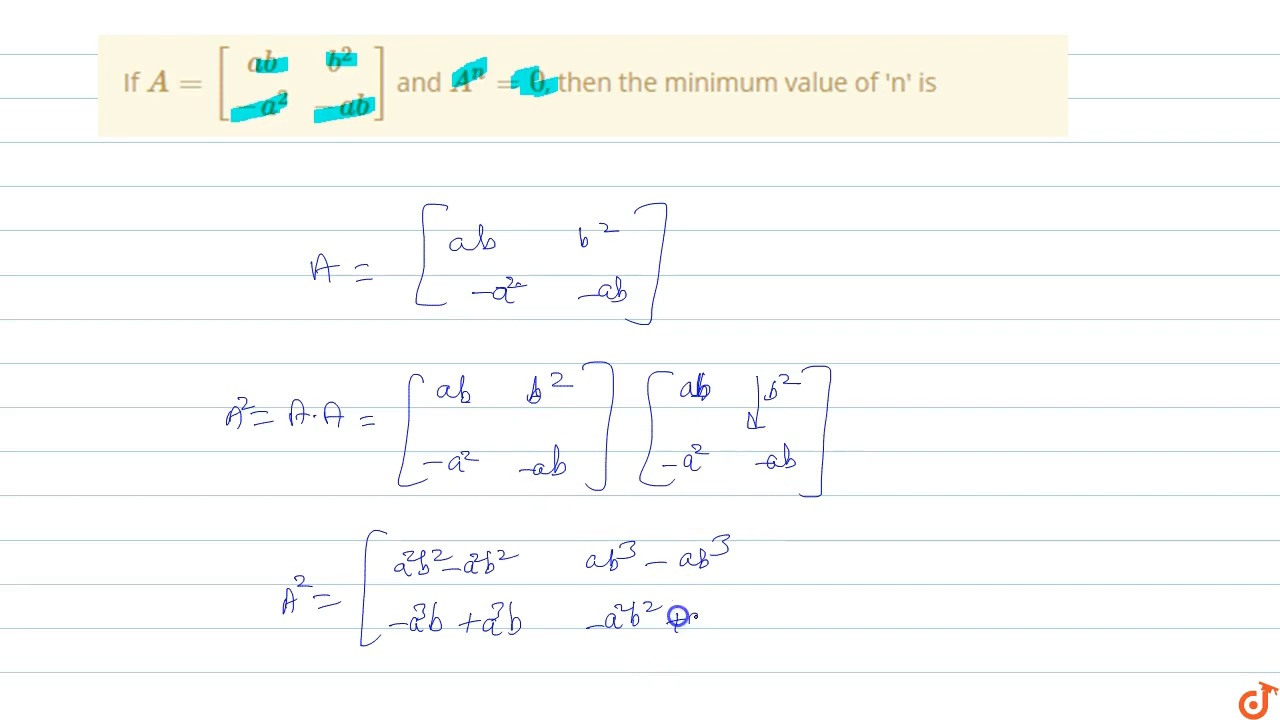 If A = [ ab b² ; -a² -ab ] and Aⁿ = 0, then the minimum value of 'n' is
A = [ ab b² ; -a² -ab ]
A² = A·A = [ ab b² ; -a² -ab ] [ ab b² ; -a² -ab ]
A² = [ a²b² - a²b² ab³ - ab³
-a³b + a³b -a²b² +